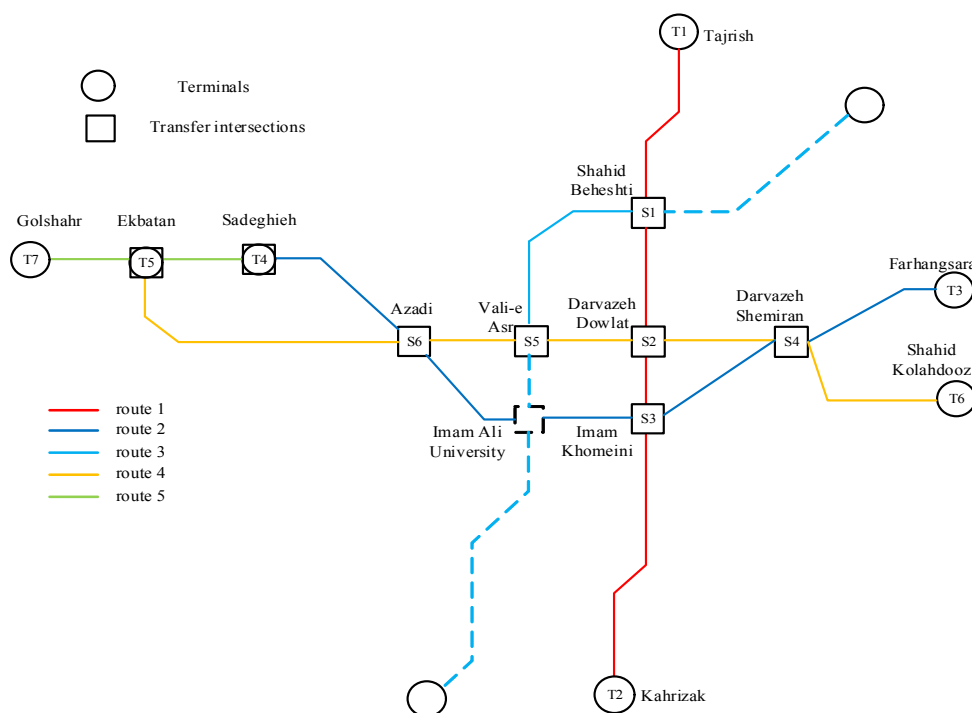 T1
Tajrish
Terminals
Transfer intersections
Shahid
Beheshti
S1
Golshahr
Ekbatan
Sadeghieh
T7
T5
T4
Farhangsara
T3
Azadi
Vali-e
Asr
Darvazeh
Dowlat
Darvazeh
Shemiran
S6
S5
S2
S4
Shahid
Kolahdooz
T6
route 1
route 2
route 3
route 4
route 5
Imam Ali
University
Imam
Khomeini
S3
T2
Kahrizak